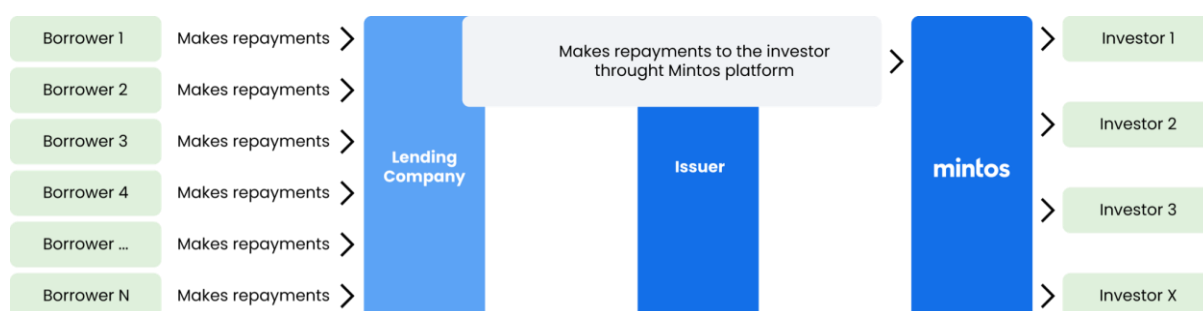 Borrower 1
Makes repayments
Borrower 2
Makes repayments
Borrower 3
Makes repayments
Borrower 4
Makes repayments
Borrower ...
Makes repayments
Borrower N
Makes repayments
Lending
Company
Makes repayments to the investor
throught Mintos platform
Issuer
mintos
Investor 1
Investor 2
Investor 3
Investor X